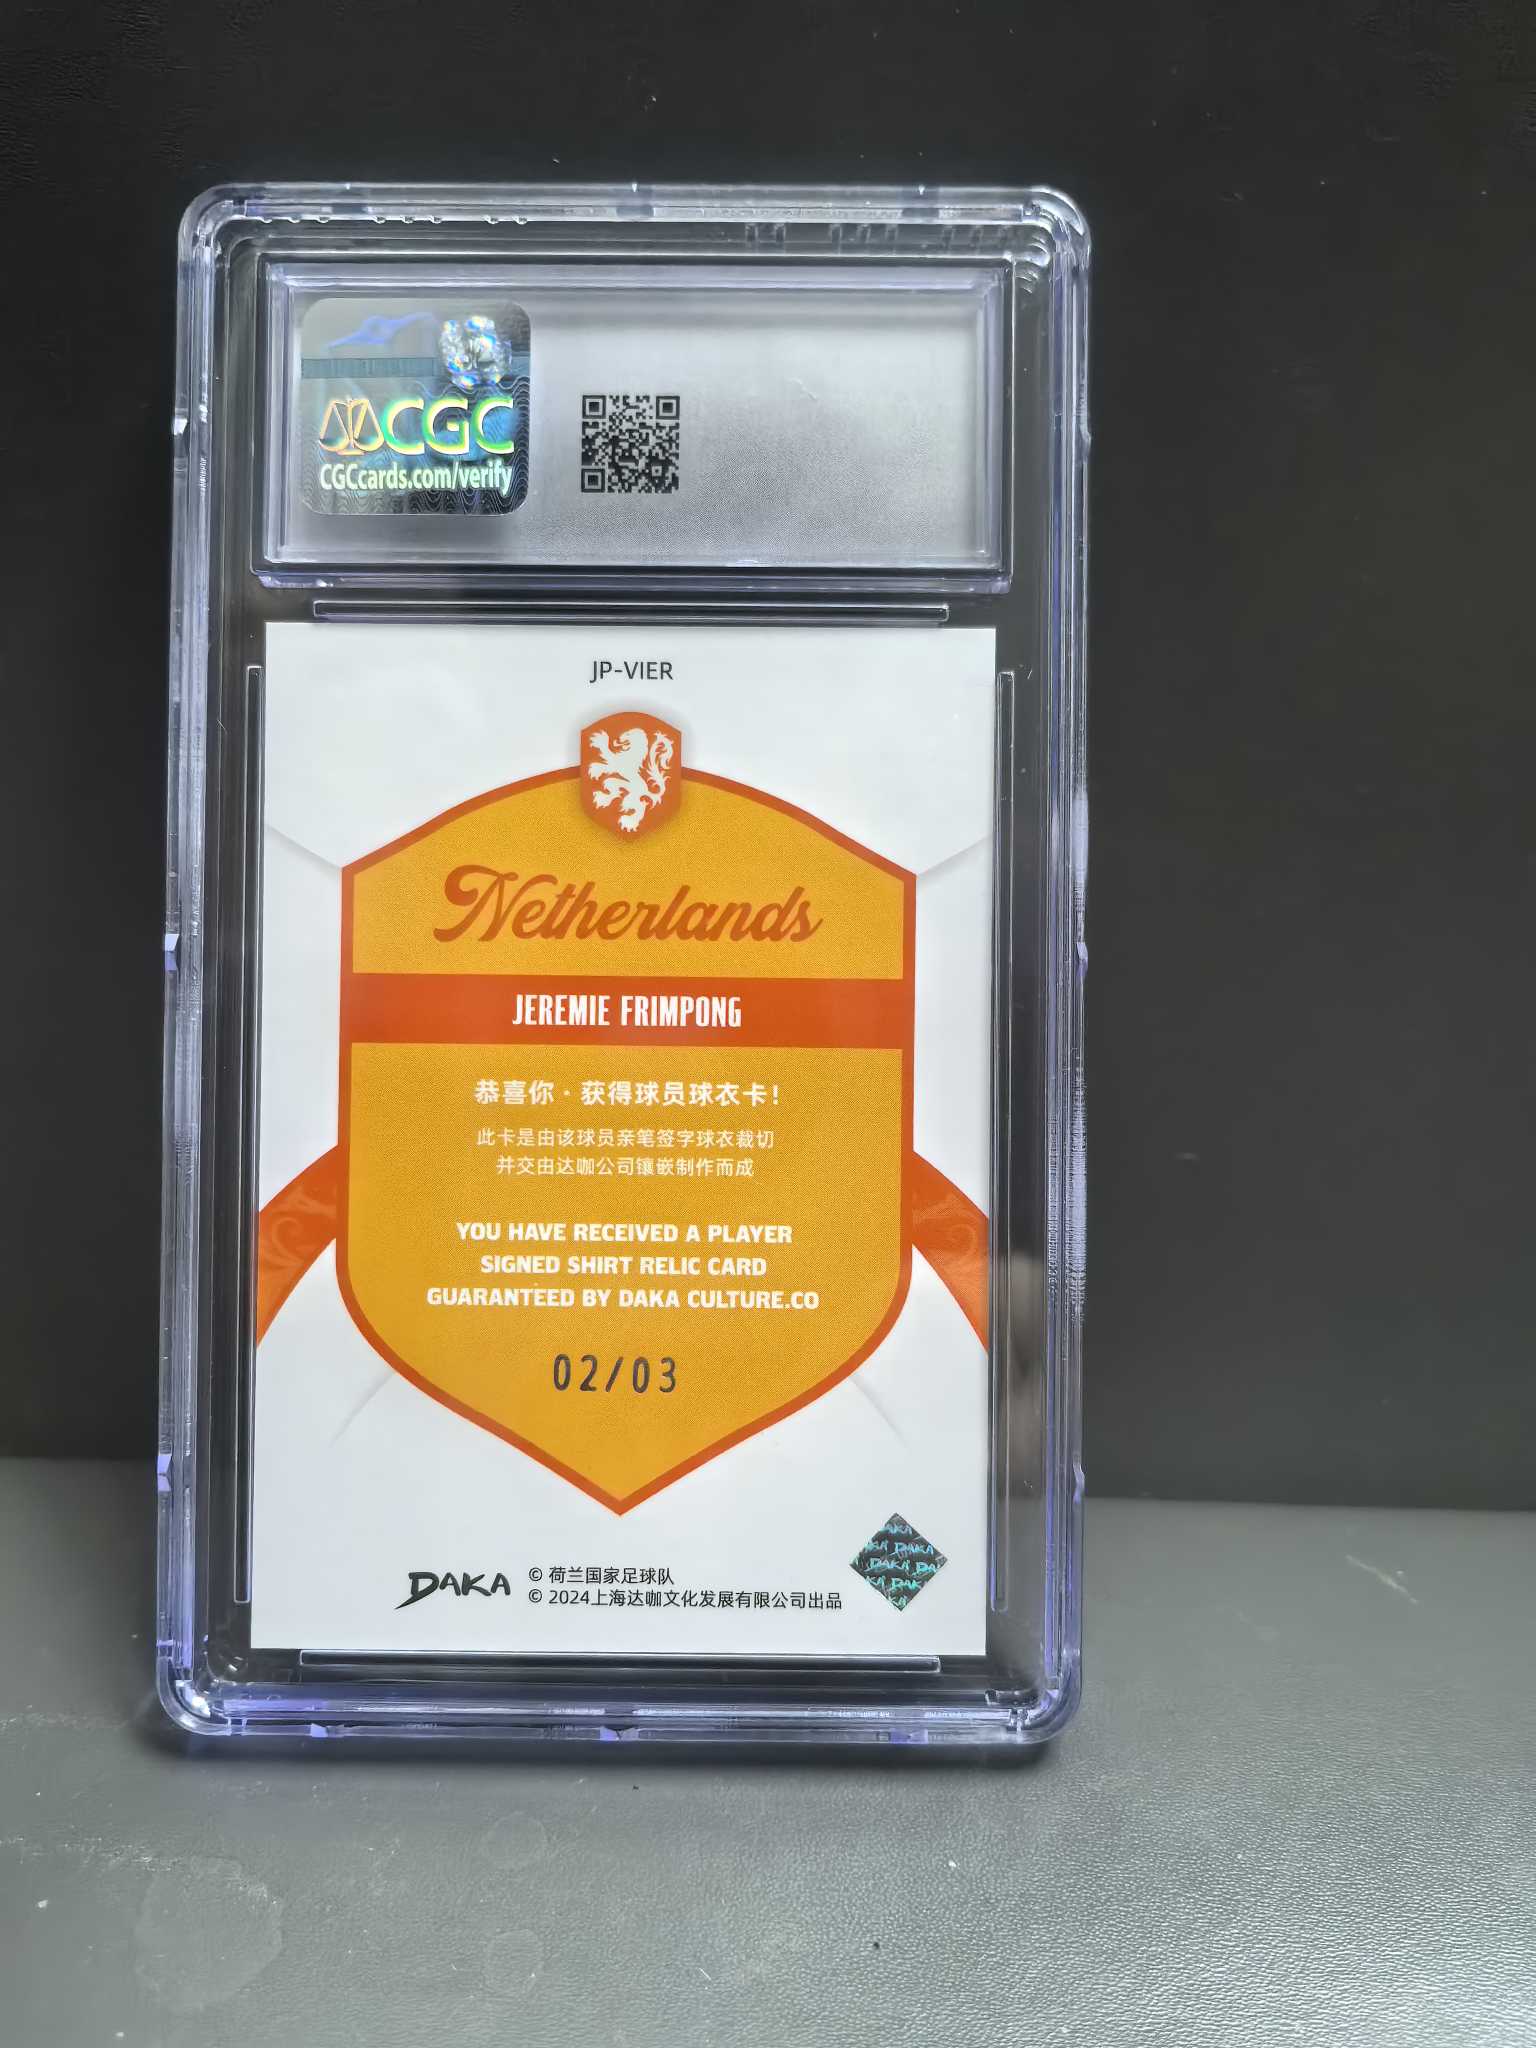 CGC
CGCcards.com/verify
JP-VIER
Netherlands
JEREMIE FRIMPONG
恭喜你·获得球员球衣卡!
此卡是由该球员亲笔签字球衣裁切
并交由达咖公司镶嵌制作而成
YOU HAVE RECEIVED A PLAYER
SIGNED SHIRT RELIC CARD
GUARANTEED BY DAKA CULTURE.CO
02/03
DAKA
© 荷兰国家足球队
© 2024上海达咖文化发展有限公司出品
DAKA
DAKA
DAKA
DAK